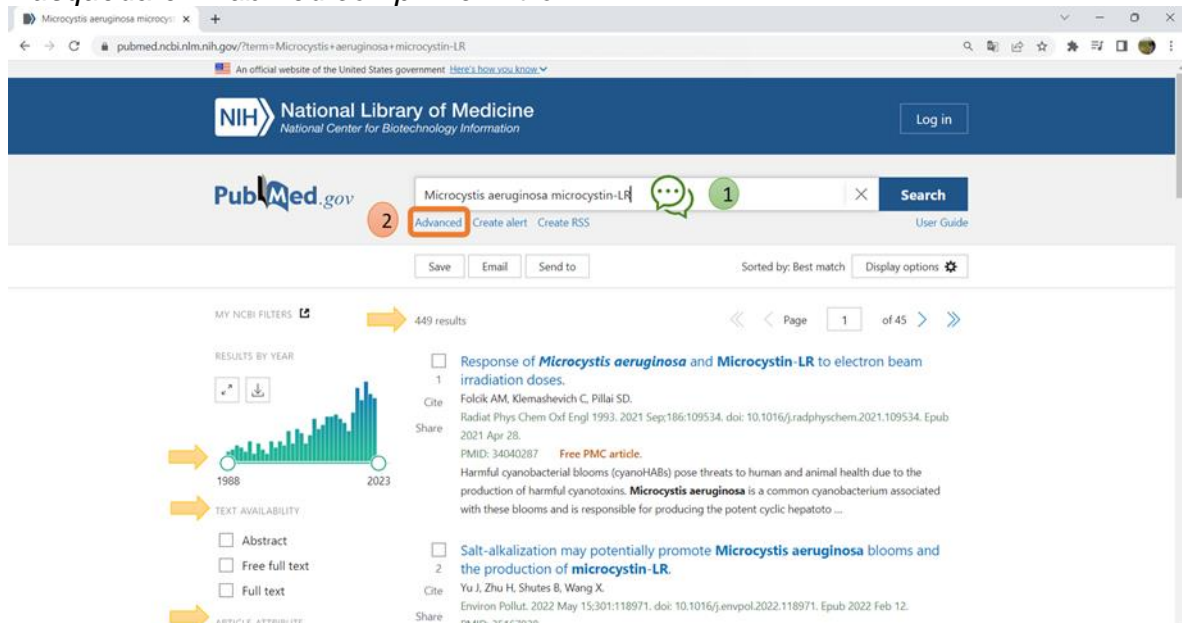 Microcystis aeruginosa microcys
pubmed.ncbi.nlm.nih.gov/?term=Microcystis+aeruginosa+microcystin-LR
An official website of the United States government Here's how you know
NIH National Library of Medicine
National Center for Biotechnology Information
Log in
PubMed.gov
Microcystis aeruginosa microcystin-LR
1
Search
2
Advanced Create alert Create RSS
User Guide
Save Email Send to
Sorted by: Best match Display options
MY NCBI FILTERS
449 results
Page 1 of 45
RESULTS BY YEAR
1988 2023
TEXT AVAILABILITY
Abstract
Free full text
Full text
ARTICLE ATTRIBUTE
1
Cite
Share
Response of Microcystis aeruginosa and Microcystin-LR to electron beam
irradiation doses.
Folcik AM, Klemashevich C, Pillai SD.
Radiat Phys Chem Oxf Engl 1993. 2021 Sep;186:109534. doi: 10.1016/j.radphyschem.2021.109534. Epub
2021 Apr 28.
PMID: 34040287 Free PMC article.
Harmful cyanobacterial blooms (cyanoHABs) pose threats to human and animal health due to the
production of harmful cyanotoxins. Microcystis aeruginosa is a common cyanobacterium associated
with these blooms and is responsible for producing the potent cyclic hepatoto ...
2
Cite
Share
Salt-alkalization may potentially promote Microcystis aeruginosa blooms and
the production of microcystin-LR.
Yu J, Zhu H, Shutes B, Wang X.
Environ Pollut. 2022 May 15;301:118971. doi: 10.1016/j.envpol.2022.118971. Epub 2022 Feb 12.